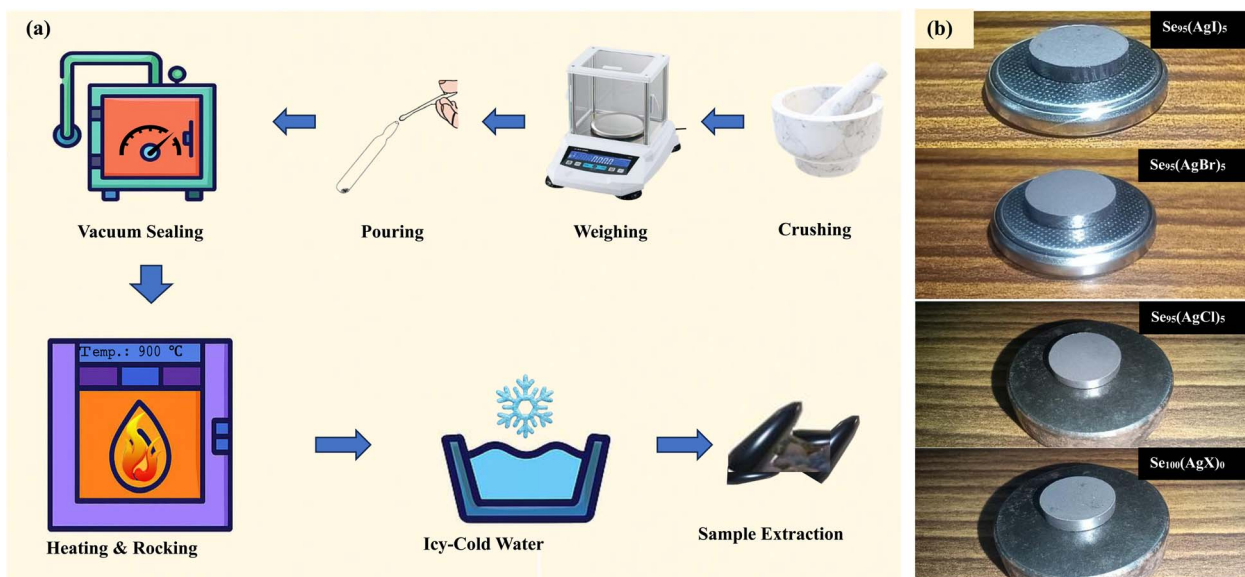 (a)
Vacuum Sealing
Pouring
Weighing
Crushing
Temp.: 900 ℃
Heating & Rocking
Icy-Cold Water
Sample Extraction
(b)
Se₉₅(AgI)₅
Se₉₅(AgBr)₅
Se₉₅(AgCl)₅
Se₁₀₀(AgX)₀